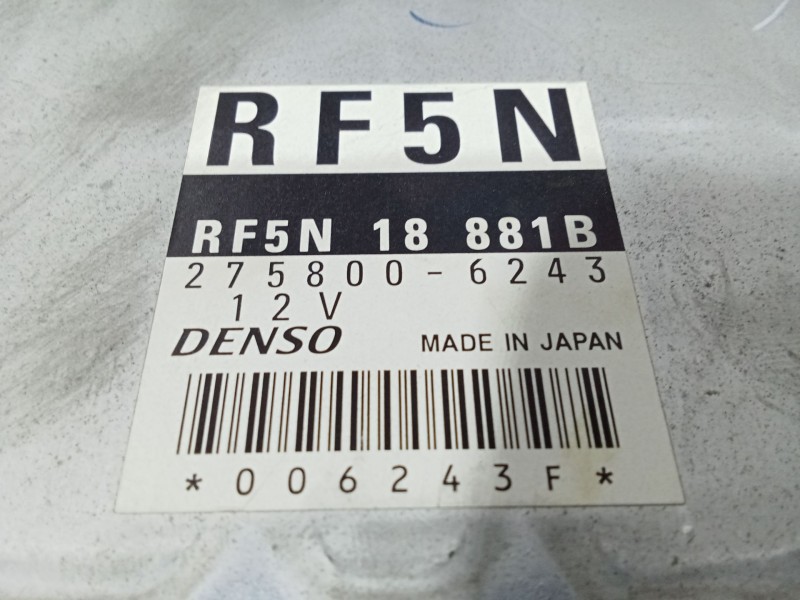 RF5N
RF5N 18 881B
275800-6243
12V
DENSO MADE IN JAPAN
*006243F*